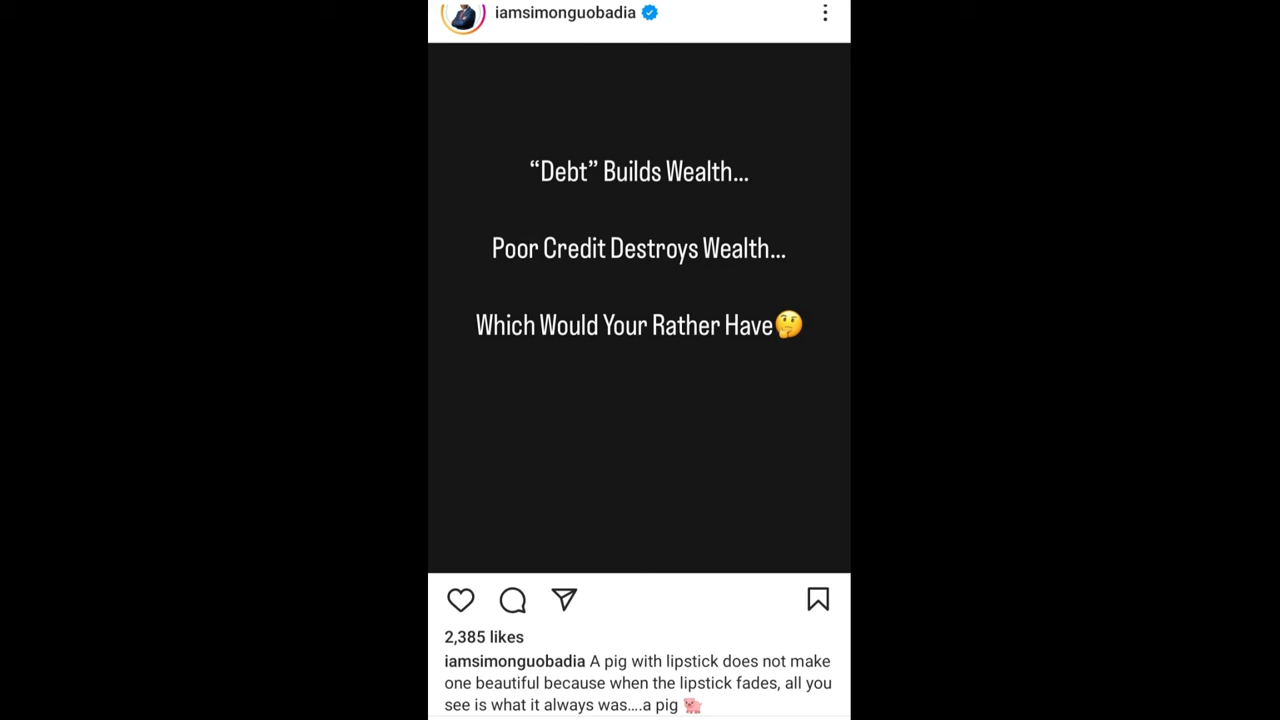 iamsimonguobadia
“Debt” Builds Wealth...
Poor Credit Destroys Wealth...
Which Would Your Rather Have🤔
2,385 likes
iamsimonguobadia A pig with lipstick does not make
one beautiful because when the lipstick fades, all you
see is what it always was....a pig 🐖